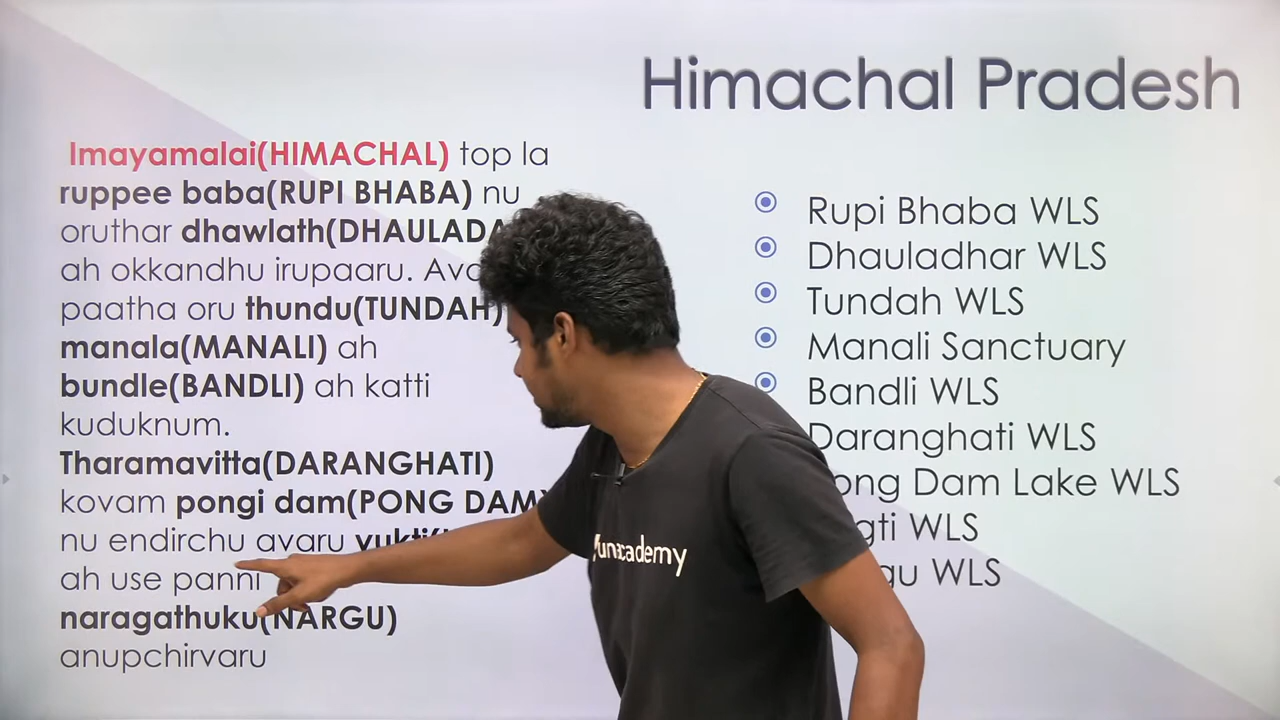 Himachal Pradesh
Imayamalai(HIMACHAL) top la
ruppee baba(RUPI BHABA) nu
oruthar dhawlath(DHAULADA
ah okkandhu irupaaru.
paatha oru thundu(TUNDAH)
manala(MANALI) ah
bundle(BANDLI) ah katti
kuduknum.
Tharamavitta(DARANGHATI)
kovam pongi dam(PONG DAM)
nu endirchu avaru
ah use panni
naragathuku(NARGU)
anupchirvaru
Rupi Bhaba WLS
Dhauladhar WLS
Tundah WLS
Manali Sanctuary
Bandli WLS
Daranghati WLS
ong Dam Lake WLS
gti WLS
gu WLS
unacademy